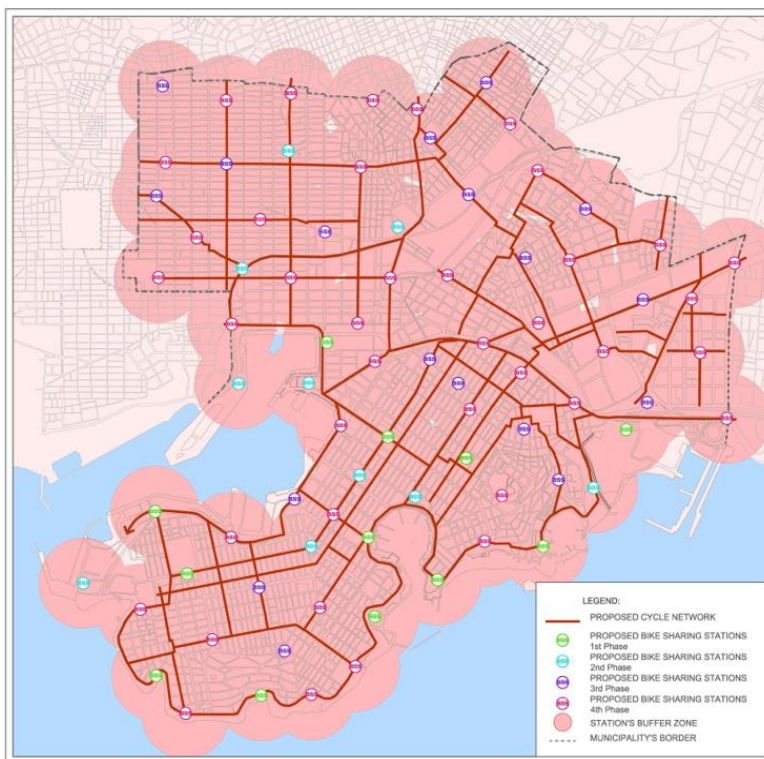 LEGEND:
PROPOSED CYCLE NETWORK
PROPOSED BIKE SHARING STATIONS
1st Phase
PROPOSED BIKE SHARING STATIONS
2nd Phase
PROPOSED BIKE SHARING STATIONS
3rd Phase
PROPOSED BIKE SHARING STATIONS
4th Phase
STATION'S BUFFER ZONE
MUNICIPALITY'S BORDER